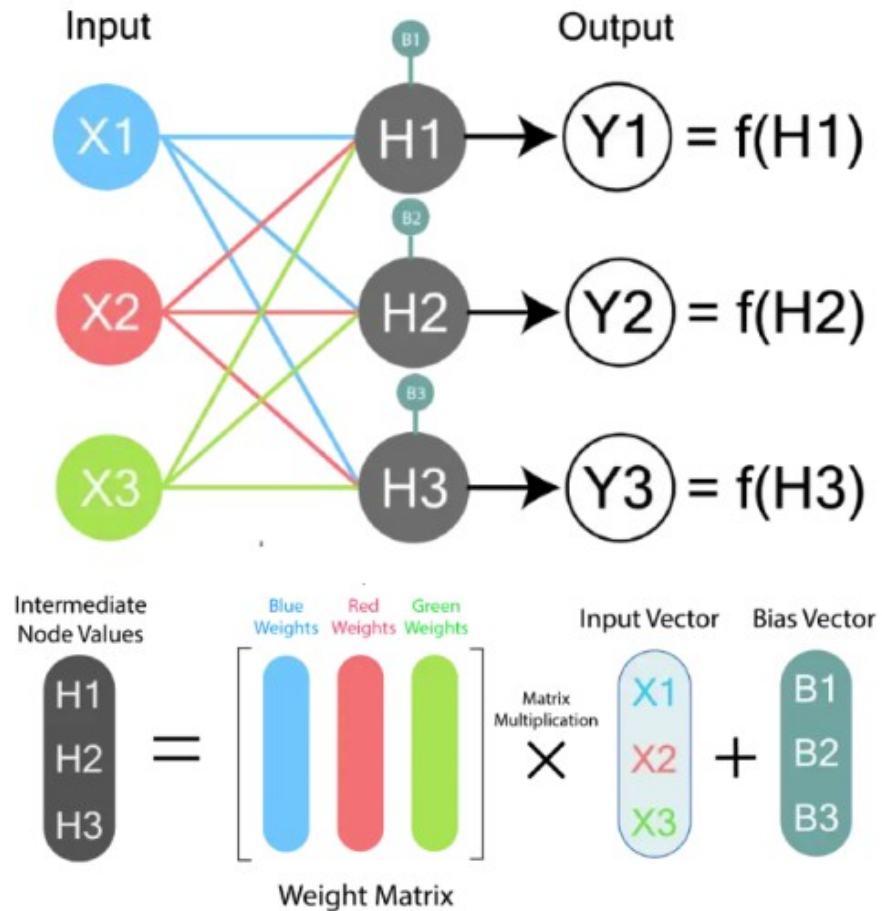 Input Output
B1
X1 H1 Y1 = f(H1)
B2
X2 H2 Y2 = f(H2)
B3
X3 H3 Y3 = f(H3)
Intermediate
Node Values
H1
H2
H3
=
Blue
Weights
Red
Weights
Green
Weights
Weight Matrix
Matrix
Multiplication
×
Input Vector
X1
X2
X3
+
Bias Vector
B1
B2
B3